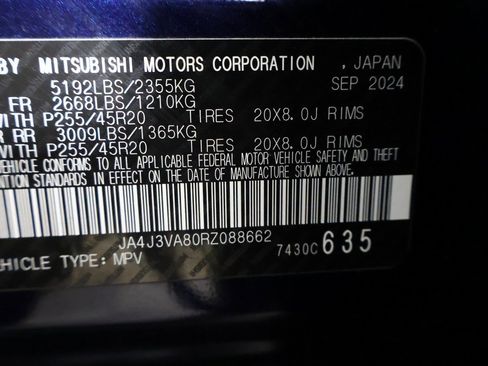 BY MITSUBISHI MOTORS CORPORATION , JAPAN
5192LBS/2355KG SEP 2024
FR 2668LBS/1210KG
WITH P255/45R20 TIRES 20X8.0J RIMS
RR 3009LBS/1365KG
WITH P255/45R20 TIRES 20X8.0J RIMS
VEHICLE CONFORMS TO ALL APPLICABLE FEDERAL MOTOR VEHICLE SAFETY AND THEFT
ENTION STANDARDS IN EFFECT ON THE DATE OF MANUFACTURE SHOWN ABOVE.
JA4J3VA80RZ088662
EHICLE TYPE: MPV 7430C 635